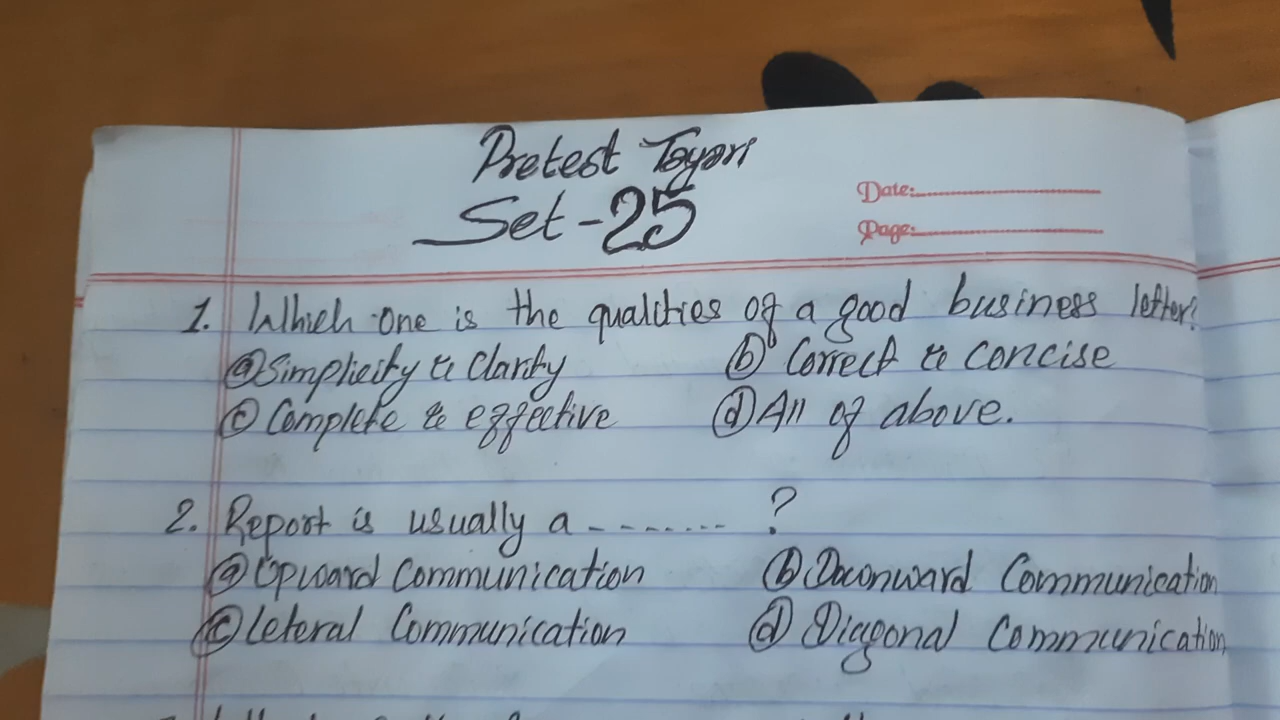 Pretest Tayari
Set-25
Date:
Page:
1. Which one is the qualities of a good business letter?
(a) Simplicity & Clarity (b) Correct & Concise
(c) Complete & effective (d) All of above.
2. Report is usually a -------- ?
(a) Upward Communication (b) Downward Communication
(c) Leteral Communication (d) Diagonal Communication